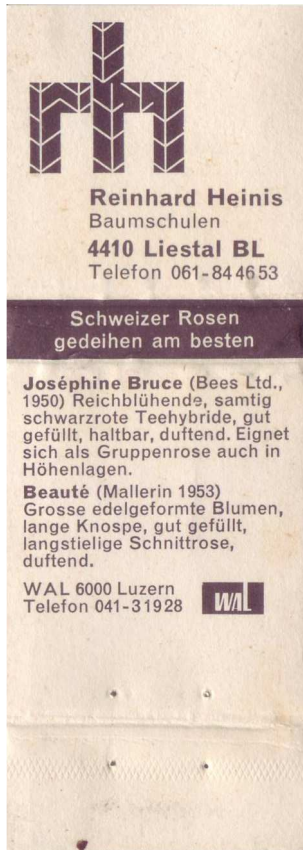 rh
Reinhard Heinis
Baumschulen
4410 Liestal BL
Telefon 061-844653
Schweizer Rosen
gedeihen am besten
Joséphine Bruce (Bees Ltd.,
1950) Reichblühende, samtig
schwarzrote Teehybride, gut
gefüllt, haltbar, duftend. Eignet
sich als Gruppenrose auch in
Höhenlagen.
Beauté (Mallerin 1953)
Grosse edelgeformte Blumen,
lange Knospe, gut gefüllt,
langstielige Schnittrose,
duftend.
WAL 6000 Luzern
Telefon 041-31928
WAL